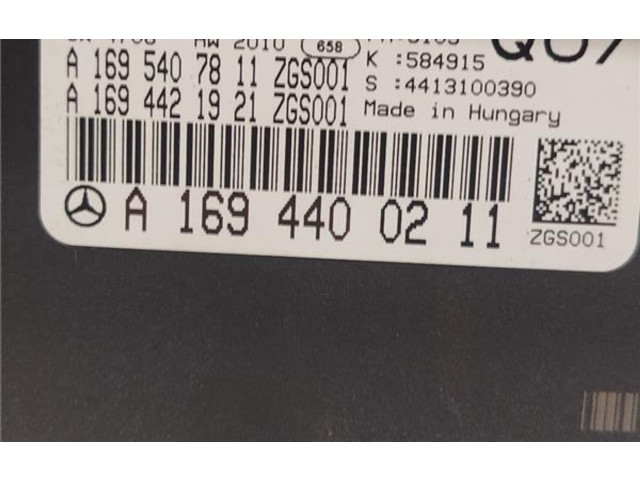 HW 2010 658
A 169 540 78 11 ZGS001
A 169 442 19 21 ZGS001
K :584915
S :4413100390
Made in Hungary
A 169 440 02 11
ZGS001